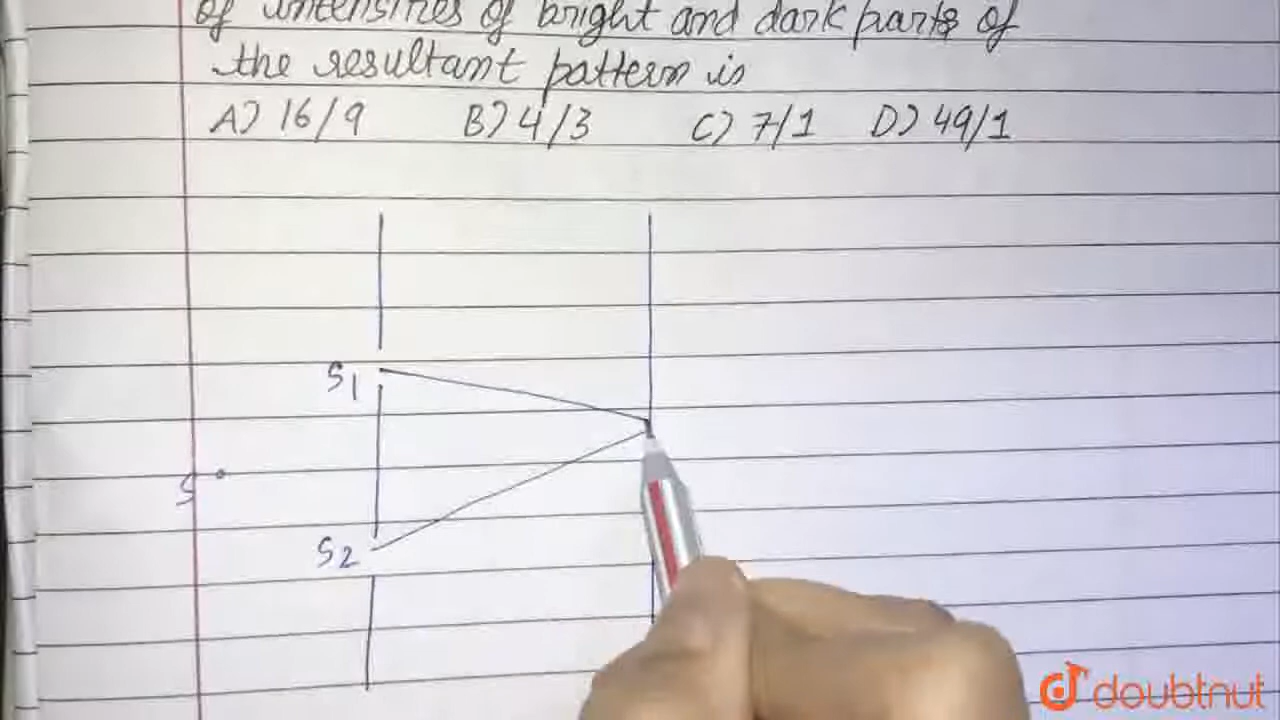 of intensities of bright and dark parts of
the resultant pattern is
A) 16/9 B) 4/3 C) 7/1 D) 49/1
S1
S
S2
doubtnut